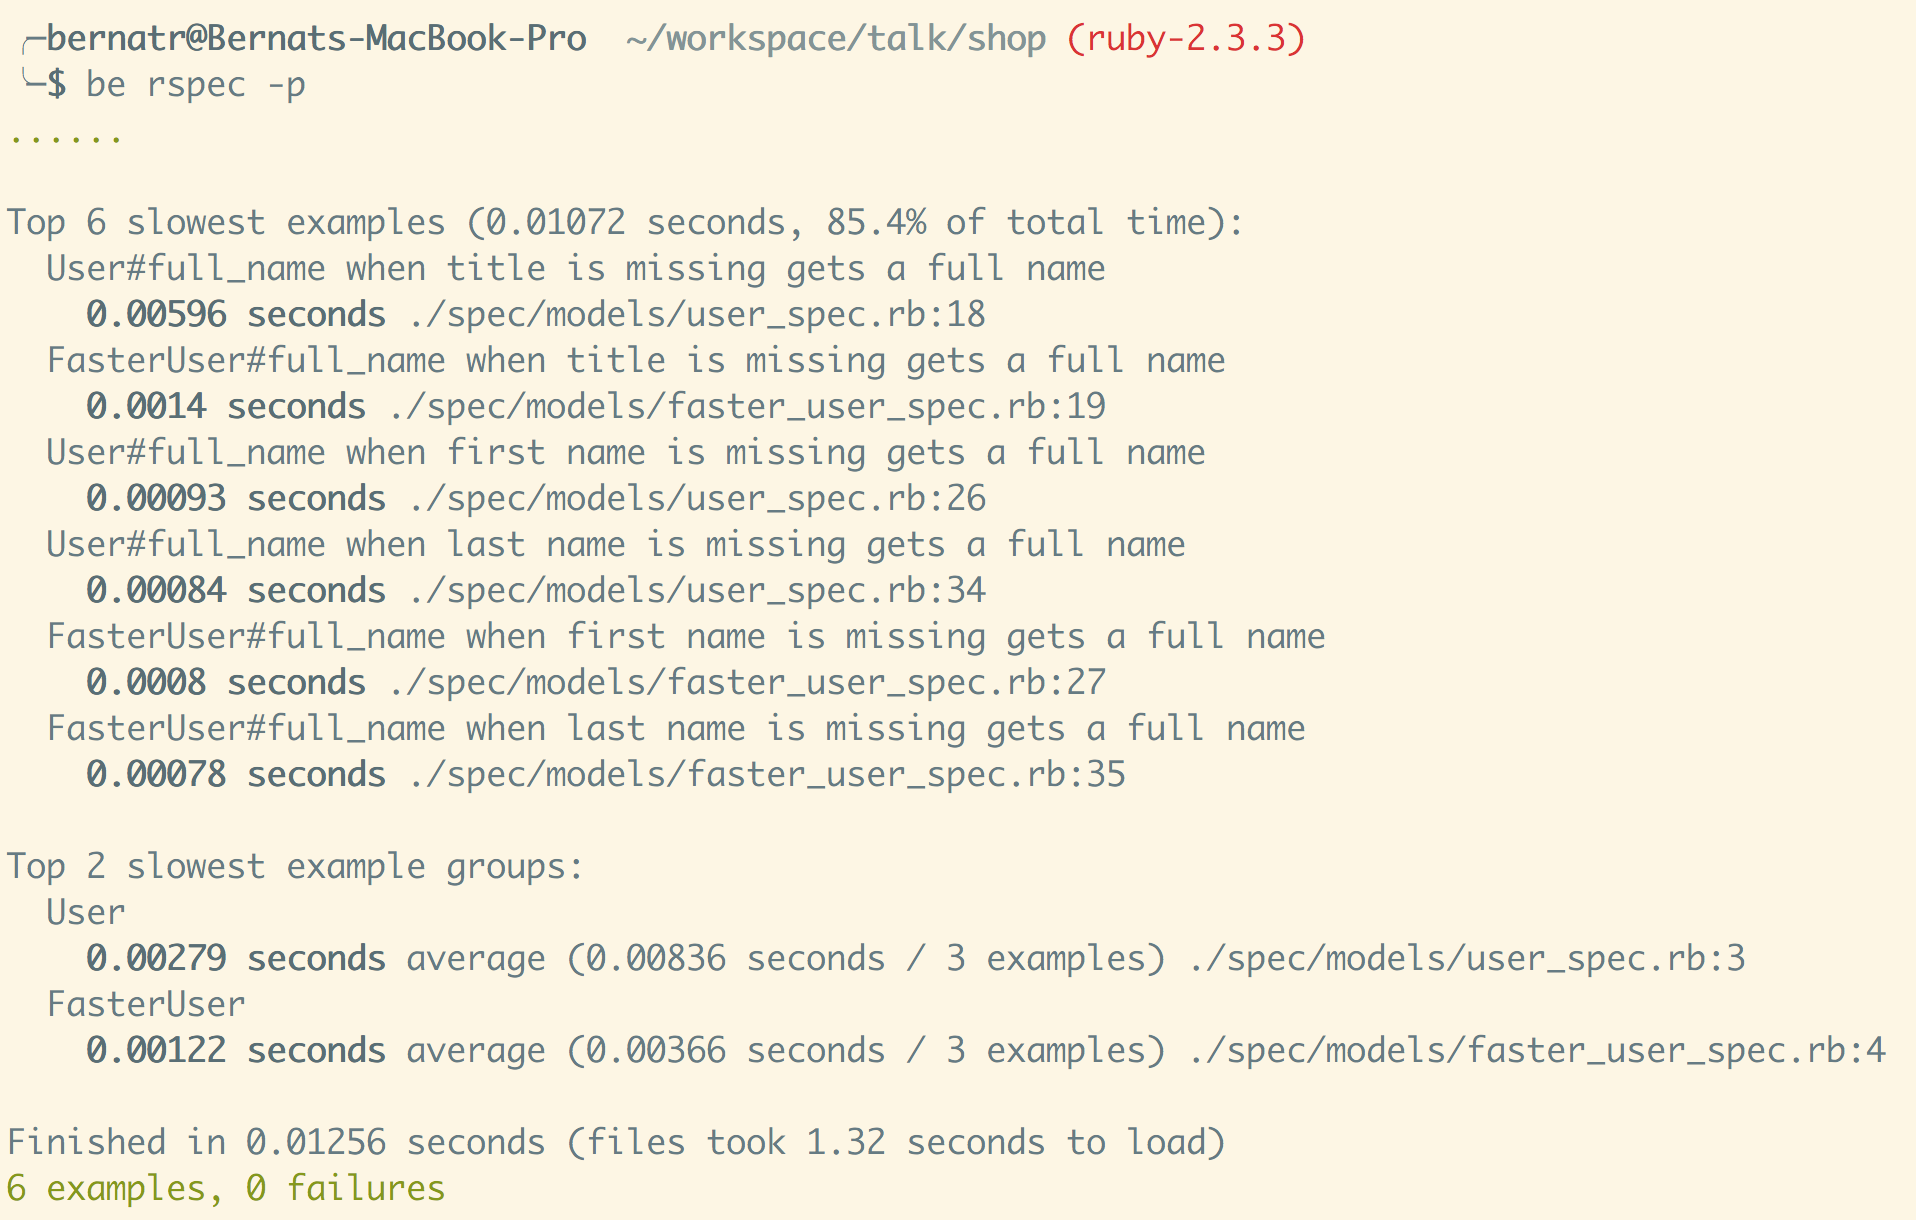 ╭─bernatr@Bernats-MacBook-Pro  ~/workspace/talk/shop (ruby-2.3.3)
╰─$ be rspec -p
......

Top 6 slowest examples (0.01072 seconds, 85.4% of total time):
  User#full_name when title is missing gets a full name
    0.00596 seconds ./spec/models/user_spec.rb:18
  FasterUser#full_name when title is missing gets a full name
    0.0014 seconds ./spec/models/faster_user_spec.rb:19
  User#full_name when first name is missing gets a full name
    0.00093 seconds ./spec/models/user_spec.rb:26
  User#full_name when last name is missing gets a full name
    0.00084 seconds ./spec/models/user_spec.rb:34
  FasterUser#full_name when first name is missing gets a full name
    0.0008 seconds ./spec/models/faster_user_spec.rb:27
  FasterUser#full_name when last name is missing gets a full name
    0.00078 seconds ./spec/models/faster_user_spec.rb:35

Top 2 slowest example groups:
  User
    0.00279 seconds average (0.00836 seconds / 3 examples) ./spec/models/user_spec.rb:3
  FasterUser
    0.00122 seconds average (0.00366 seconds / 3 examples) ./spec/models/faster_user_spec.rb:4

Finished in 0.01256 seconds (files took 1.32 seconds to load)
6 examples, 0 failures